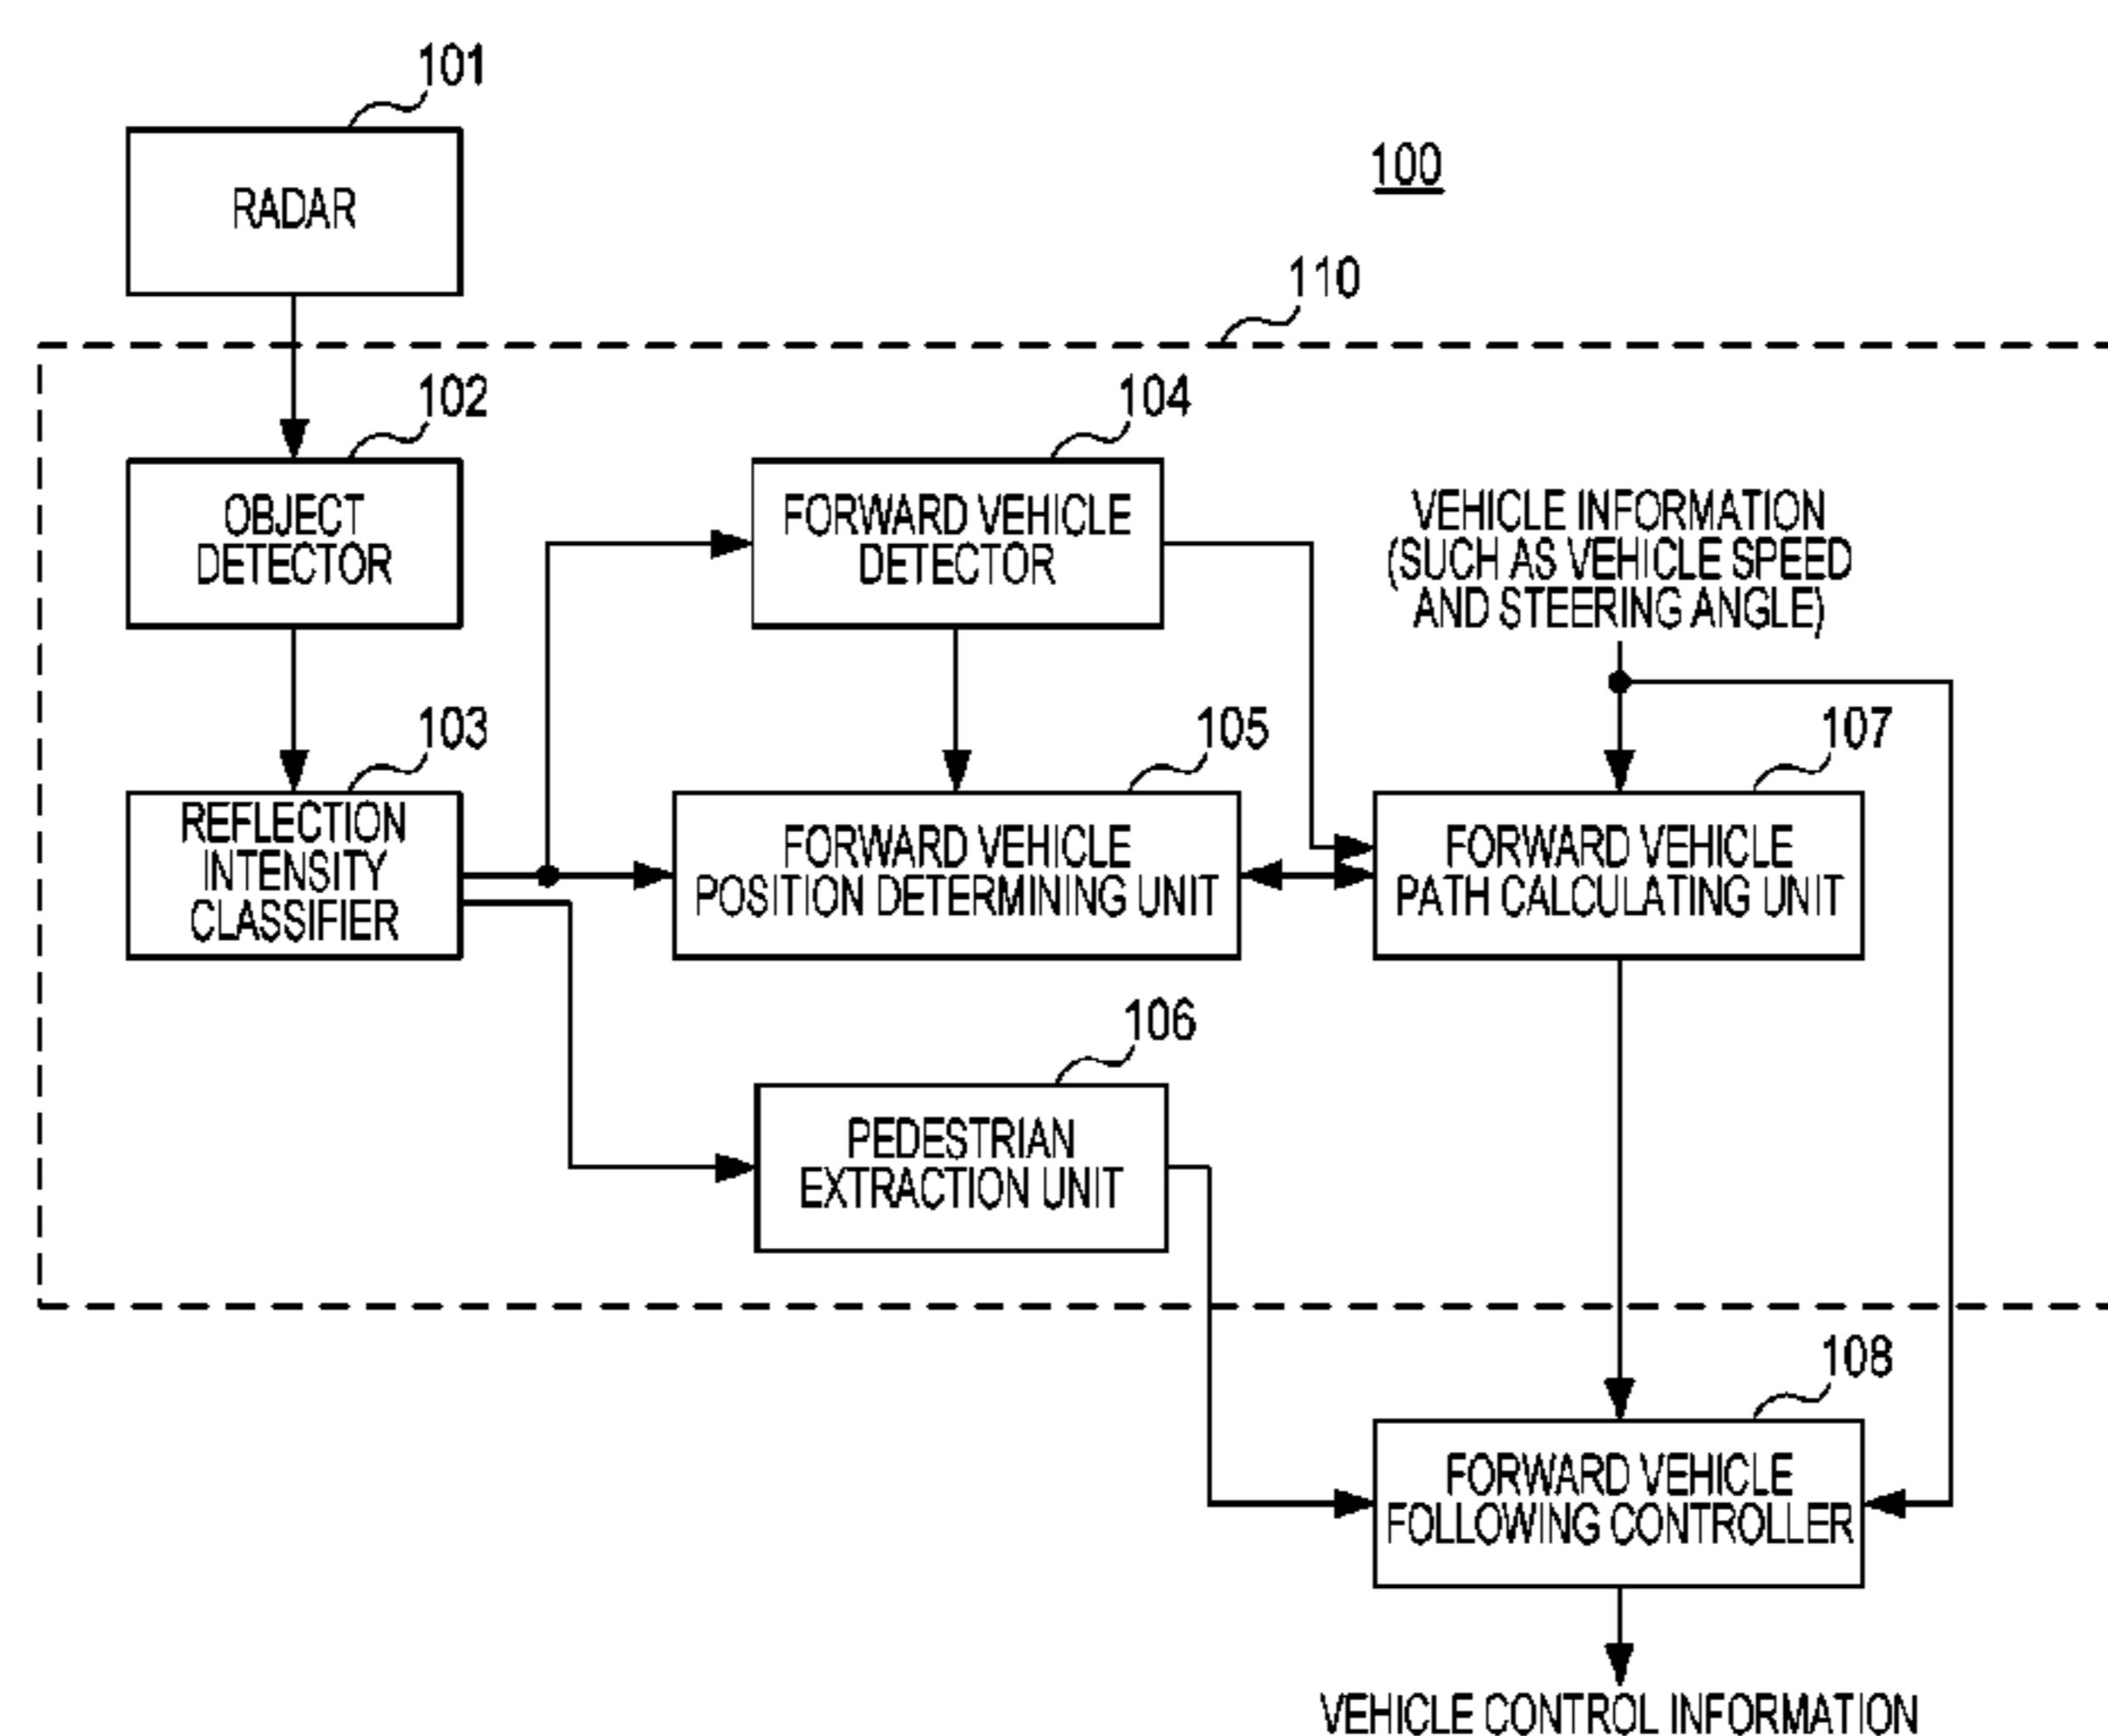 101
RADAR
100
110
102
OBJECT
DETECTOR
104
FORWARD VEHICLE
DETECTOR
VEHICLE INFORMATION
(SUCH AS VEHICLE SPEED
AND STEERING ANGLE)
103
REFLECTION
INTENSITY
CLASSIFIER
105
FORWARD VEHICLE
POSITION DETERMINING UNIT
107
FORWARD VEHICLE
PATH CALCULATING UNIT
106
PEDESTRIAN
EXTRACTION UNIT
108
FORWARD VEHICLE
FOLLOWING CONTROLLER
VEHICLE CONTROL INFORMATION